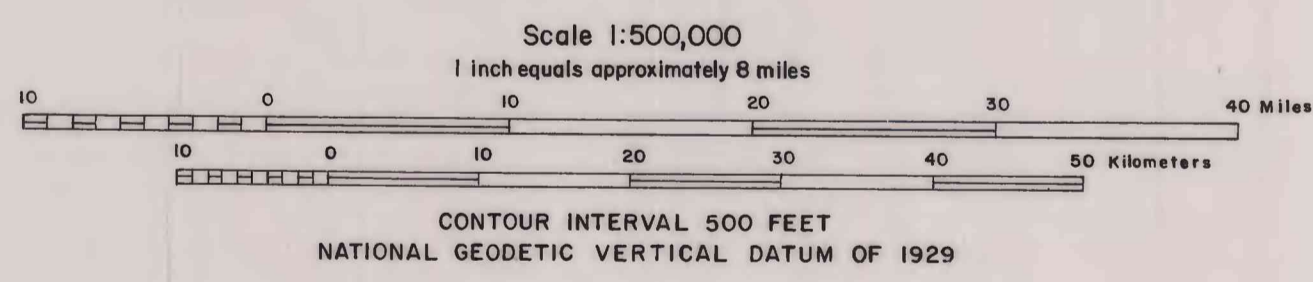 Scale 1:500,000
1 inch equals approximately 8 miles
10 0 10 20 30 40 Miles
10 0 10 20 30 40 50 Kilometers
CONTOUR INTERVAL 500 FEET
NATIONAL GEODETIC VERTICAL DATUM OF 1929